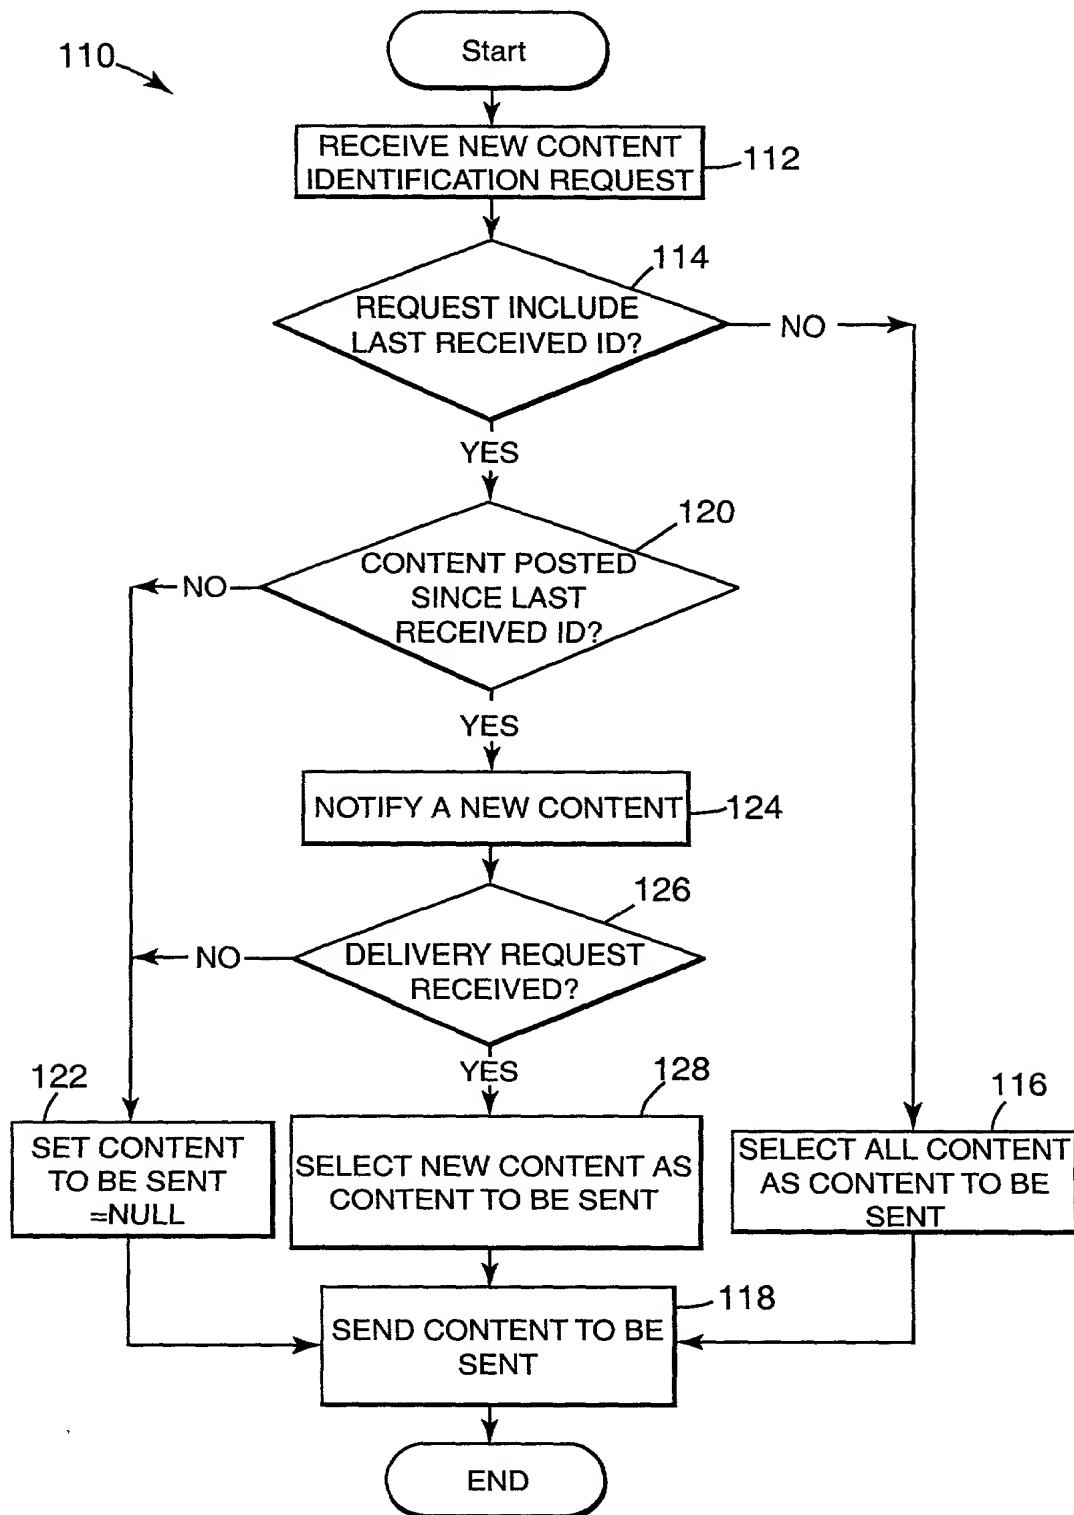 Start
110
RECEIVE NEW CONTENT
IDENTIFICATION REQUEST
112
114
REQUEST INCLUDE
LAST RECEIVED ID?
NO
YES
120
CONTENT POSTED
SINCE LAST
RECEIVED ID?
NO
YES
NOTIFY A NEW CONTENT
124
126
DELIVERY REQUEST
RECEIVED?
NO
YES
122
SET CONTENT
TO BE SENT
=NULL
128
SELECT NEW CONTENT AS
CONTENT TO BE SENT
116
SELECT ALL CONTENT
AS CONTENT TO BE
SENT
118
SEND CONTENT TO BE
SENT
END